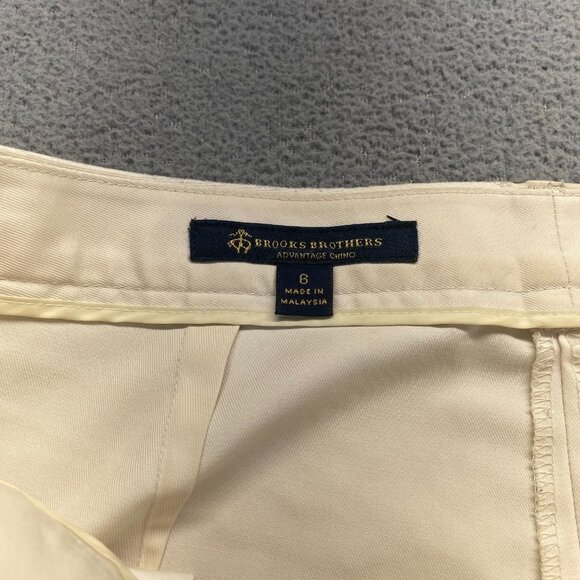 BROOKS BROTHERS
ADVANTAGE CHINO
6
MADE IN
MALAYSIA